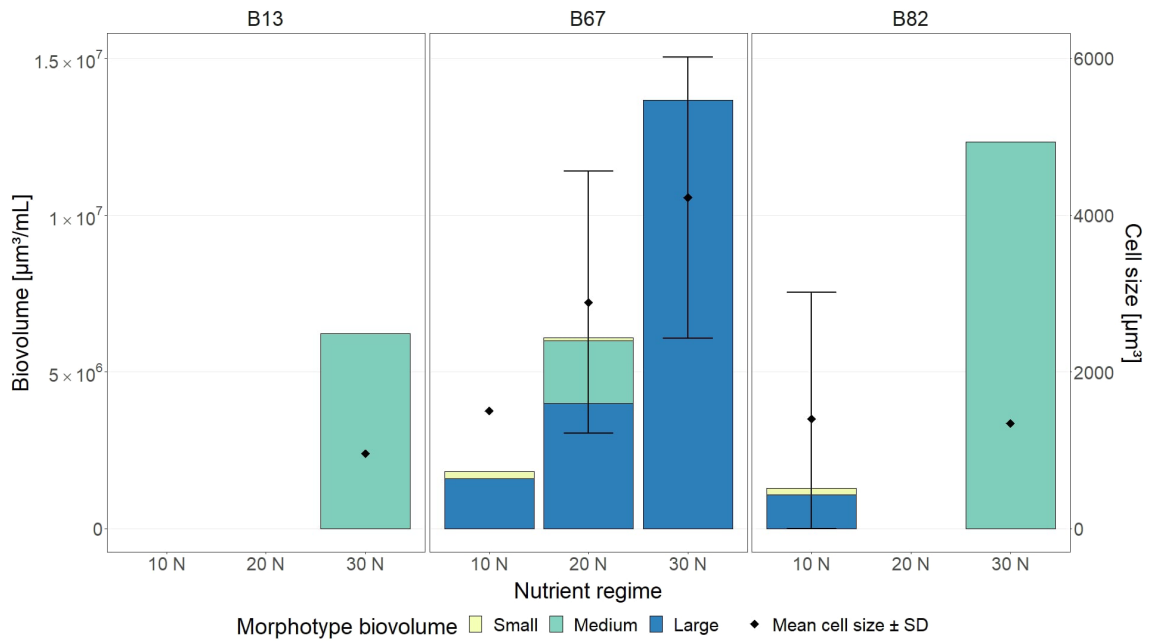 B13 B67 B82
1.5 × 10⁷
1 × 10⁷
5 × 10⁶
0
Biovolume [µm³/mL]
6000
4000
2000
0
Cell size [µm³]
10 N 20 N 30 N 10 N 20 N 30 N 10 N 20 N 30 N
Nutrient regime
Morphotype biovolume Small Medium Large Mean cell size ± SD